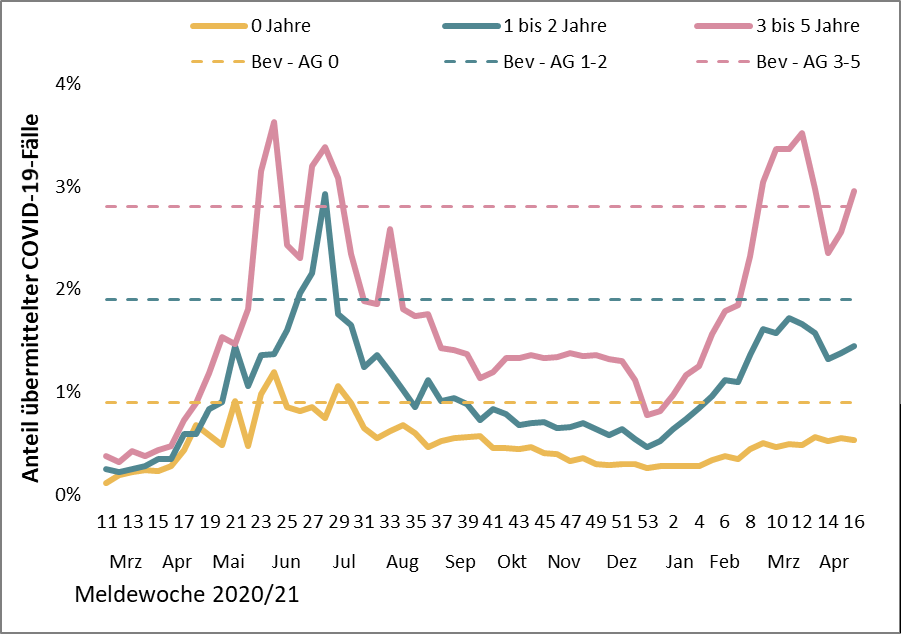 0 Jahre 1 bis 2 Jahre 3 bis 5 Jahre
Bev - AG 0 Bev - AG 1-2 Bev - AG 3-5
Anteil übermittelter COVID-19-Fälle
4%
3%
2%
1%
0%
11 13 15 17 19 21 23 25 27 29 31 33 35 37 39 41 43 45 47 49 51 53 2 4 6 8 10 12 14 16
Mrz Apr Mai Jun Jul Aug Sep Okt Nov Dez Jan Feb Mrz Apr
Meldewoche 2020/21